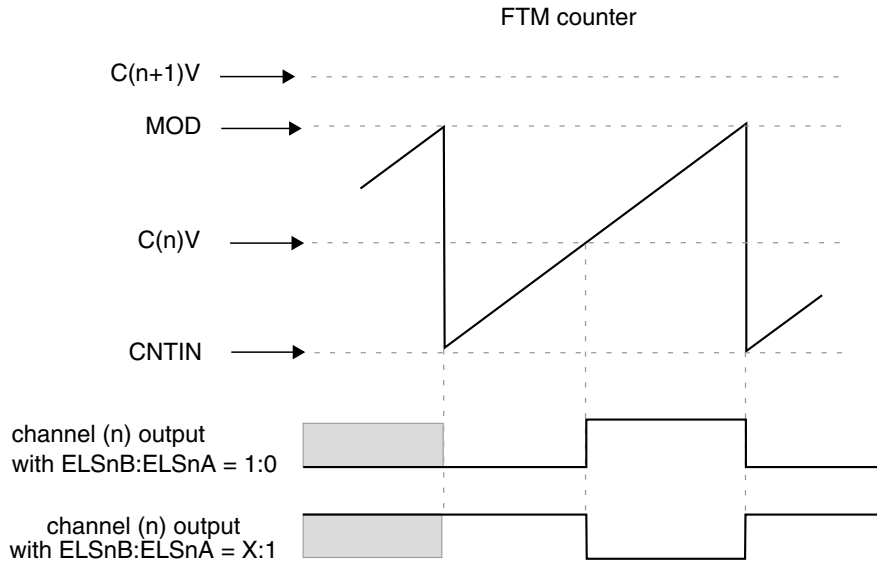 FTM counter
C(n+1)V
MOD
C(n)V
CNTIN
channel (n) output
with ELSnB:ELSnA = 1:0
channel (n) output
with ELSnB:ELSnA = X:1